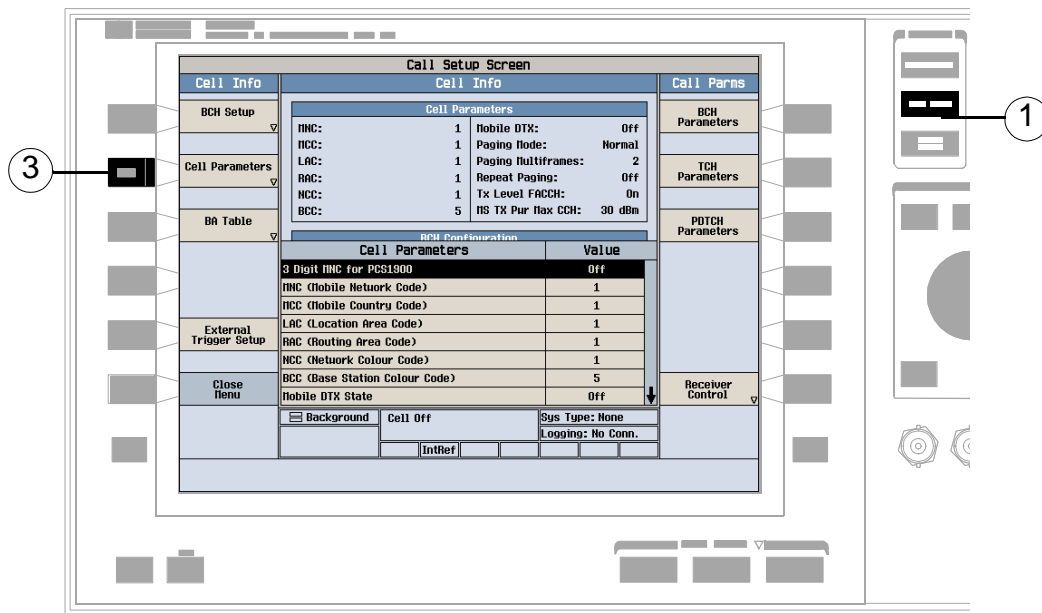 Call Setup Screen
Cell Info
Cell Info
Call Parms
BCH Setup
Cell Parameters
BA Table
External
Trigger Setup
Close
Menu
Cell Parameters
MNC: 1
MCC: 1
LAC: 1
RAC: 1
NCC: 1
BCC: 5
Mobile DTX: Off
Paging Mode: Normal
Paging Multiframes: 2
Repeat Paging: Off
Tx Level FACCH: On
MS TX Pwr Max CCH: 30 dBm
BCH Configuration
Cell Parameters Value
3 Digit MNC for PCS1900 Off
MNC (Mobile Network Code) 1
MCC (Mobile Country Code) 1
LAC (Location Area Code) 1
RAC (Routing Area Code) 1
NCC (Network Colour Code) 1
BCC (Base Station Colour Code) 5
Mobile DTX State Off
Background
Cell Off
Sys Type: None
Logging: No Conn.
IntRef
BCH
Parameters
TCH
Parameters
PDTCH
Parameters
Receiver
Control
1
3